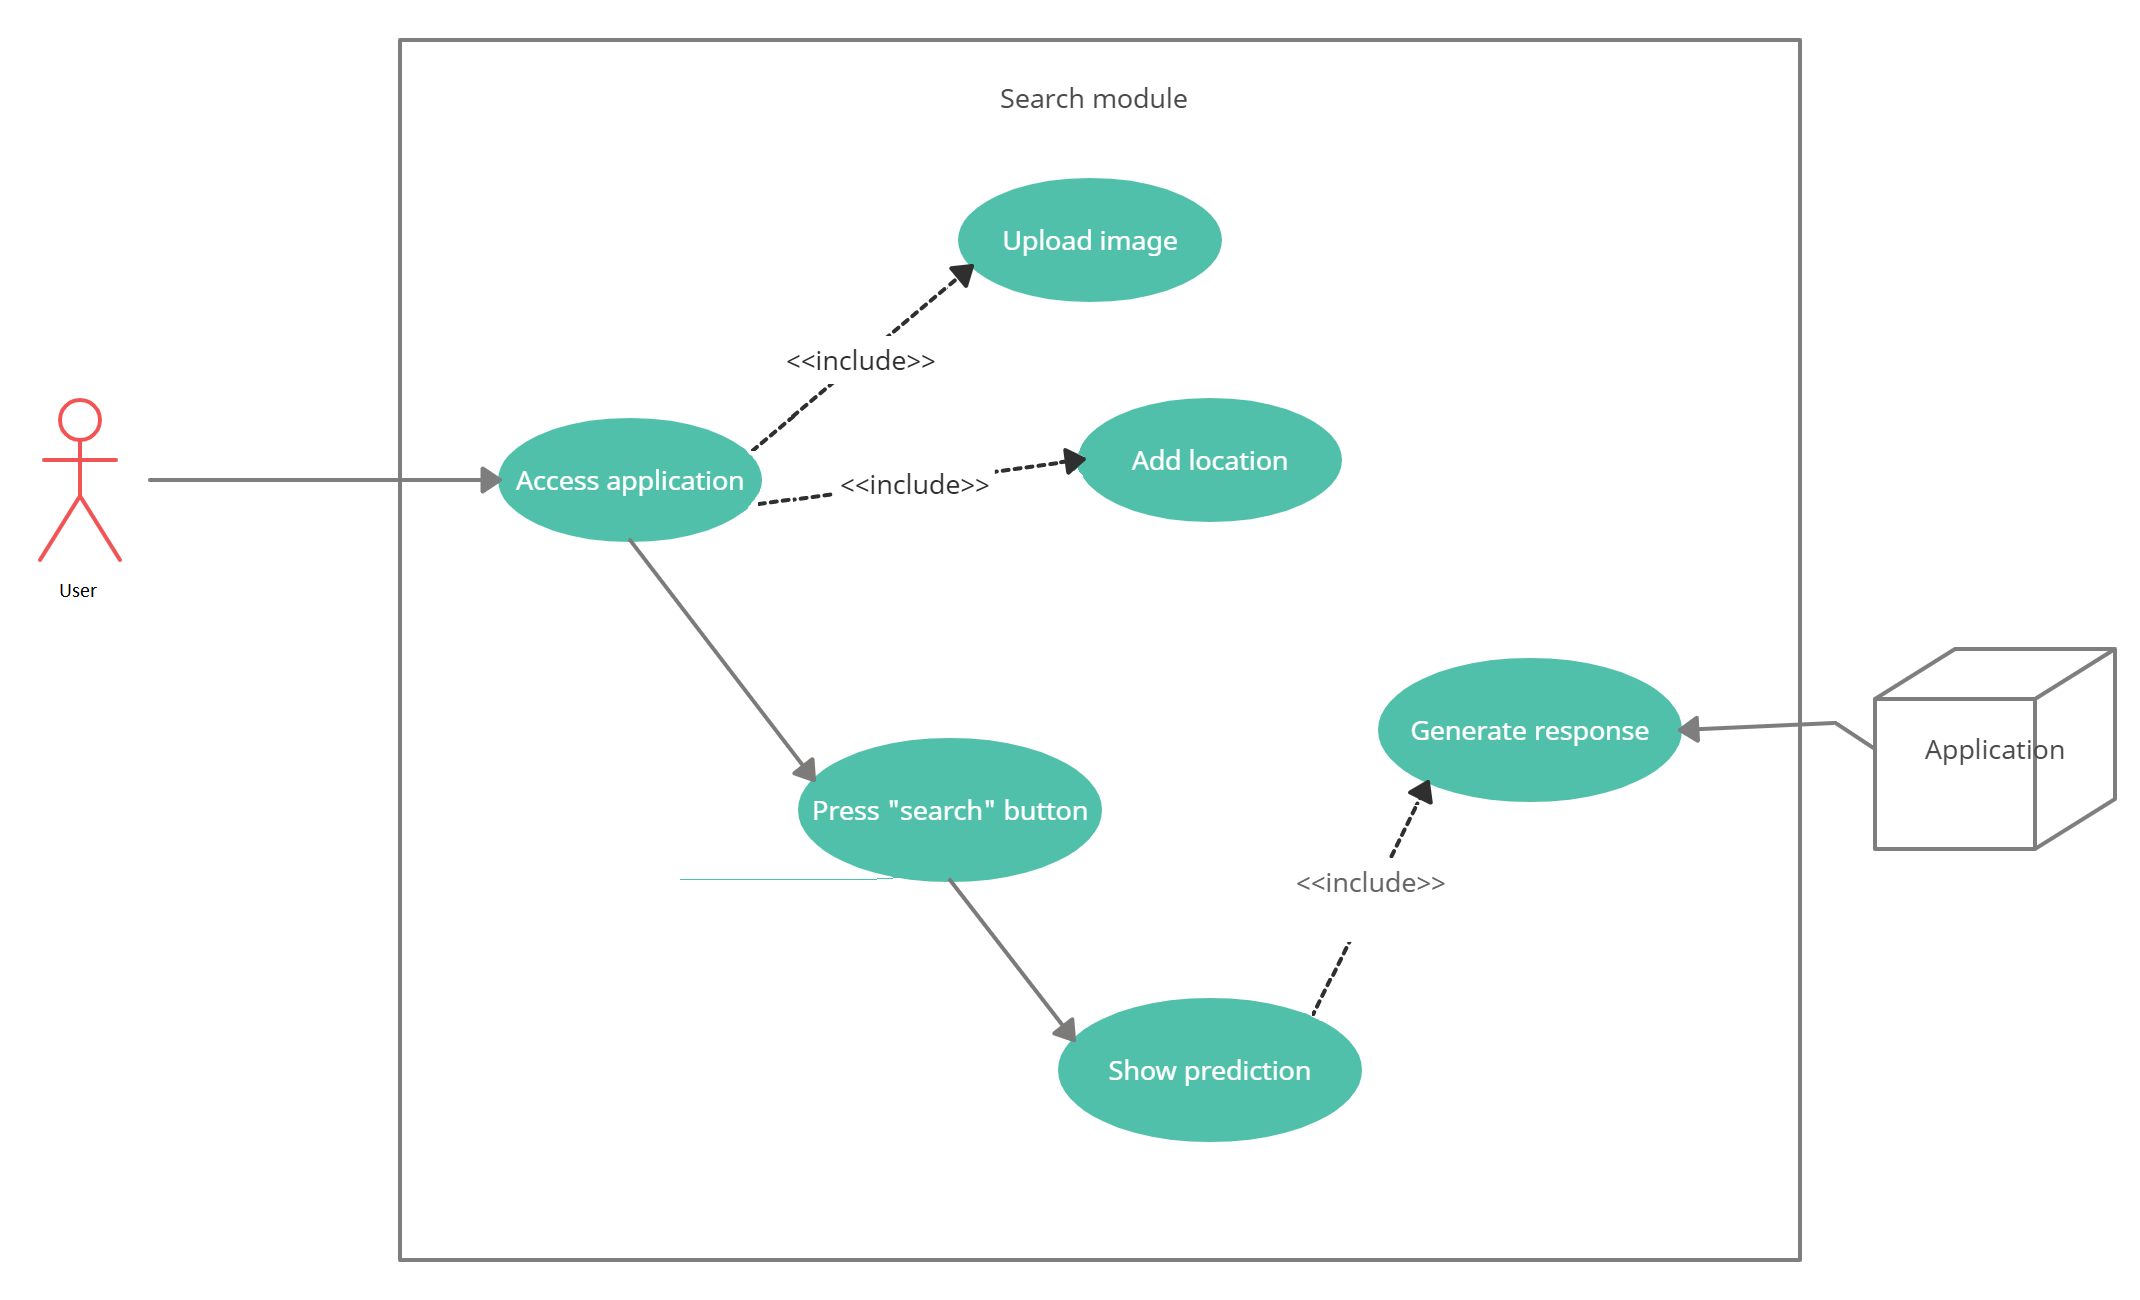 Search module
Upload image
<<include>>
Add location
Access application
<<include>>
User
Generate response
Application
Press "search" button
<<include>>
Show prediction